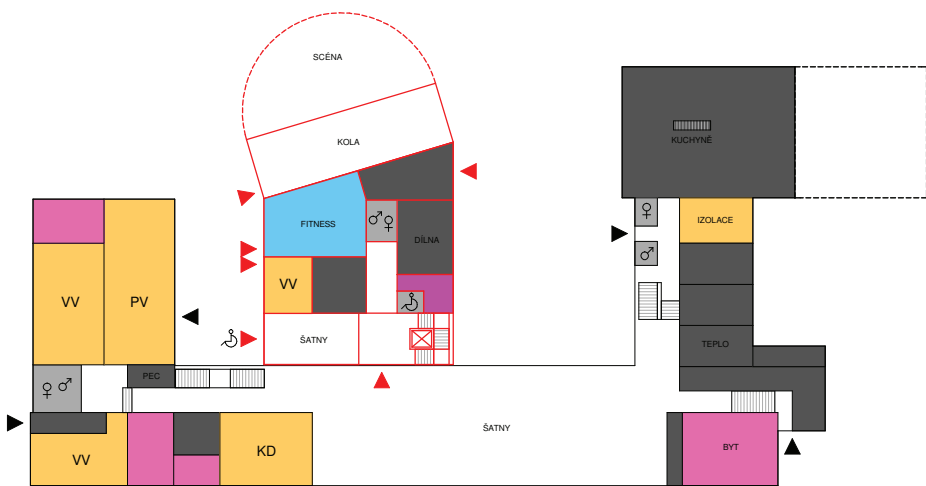 SCÉNA
KOLA
KUCHYNĚ
FITNESS
DÍLNA
IZOLACE
VV
PV
VV
ŠATNY
TEPLO
PEC
ŠATNY
KD
VV
BYT